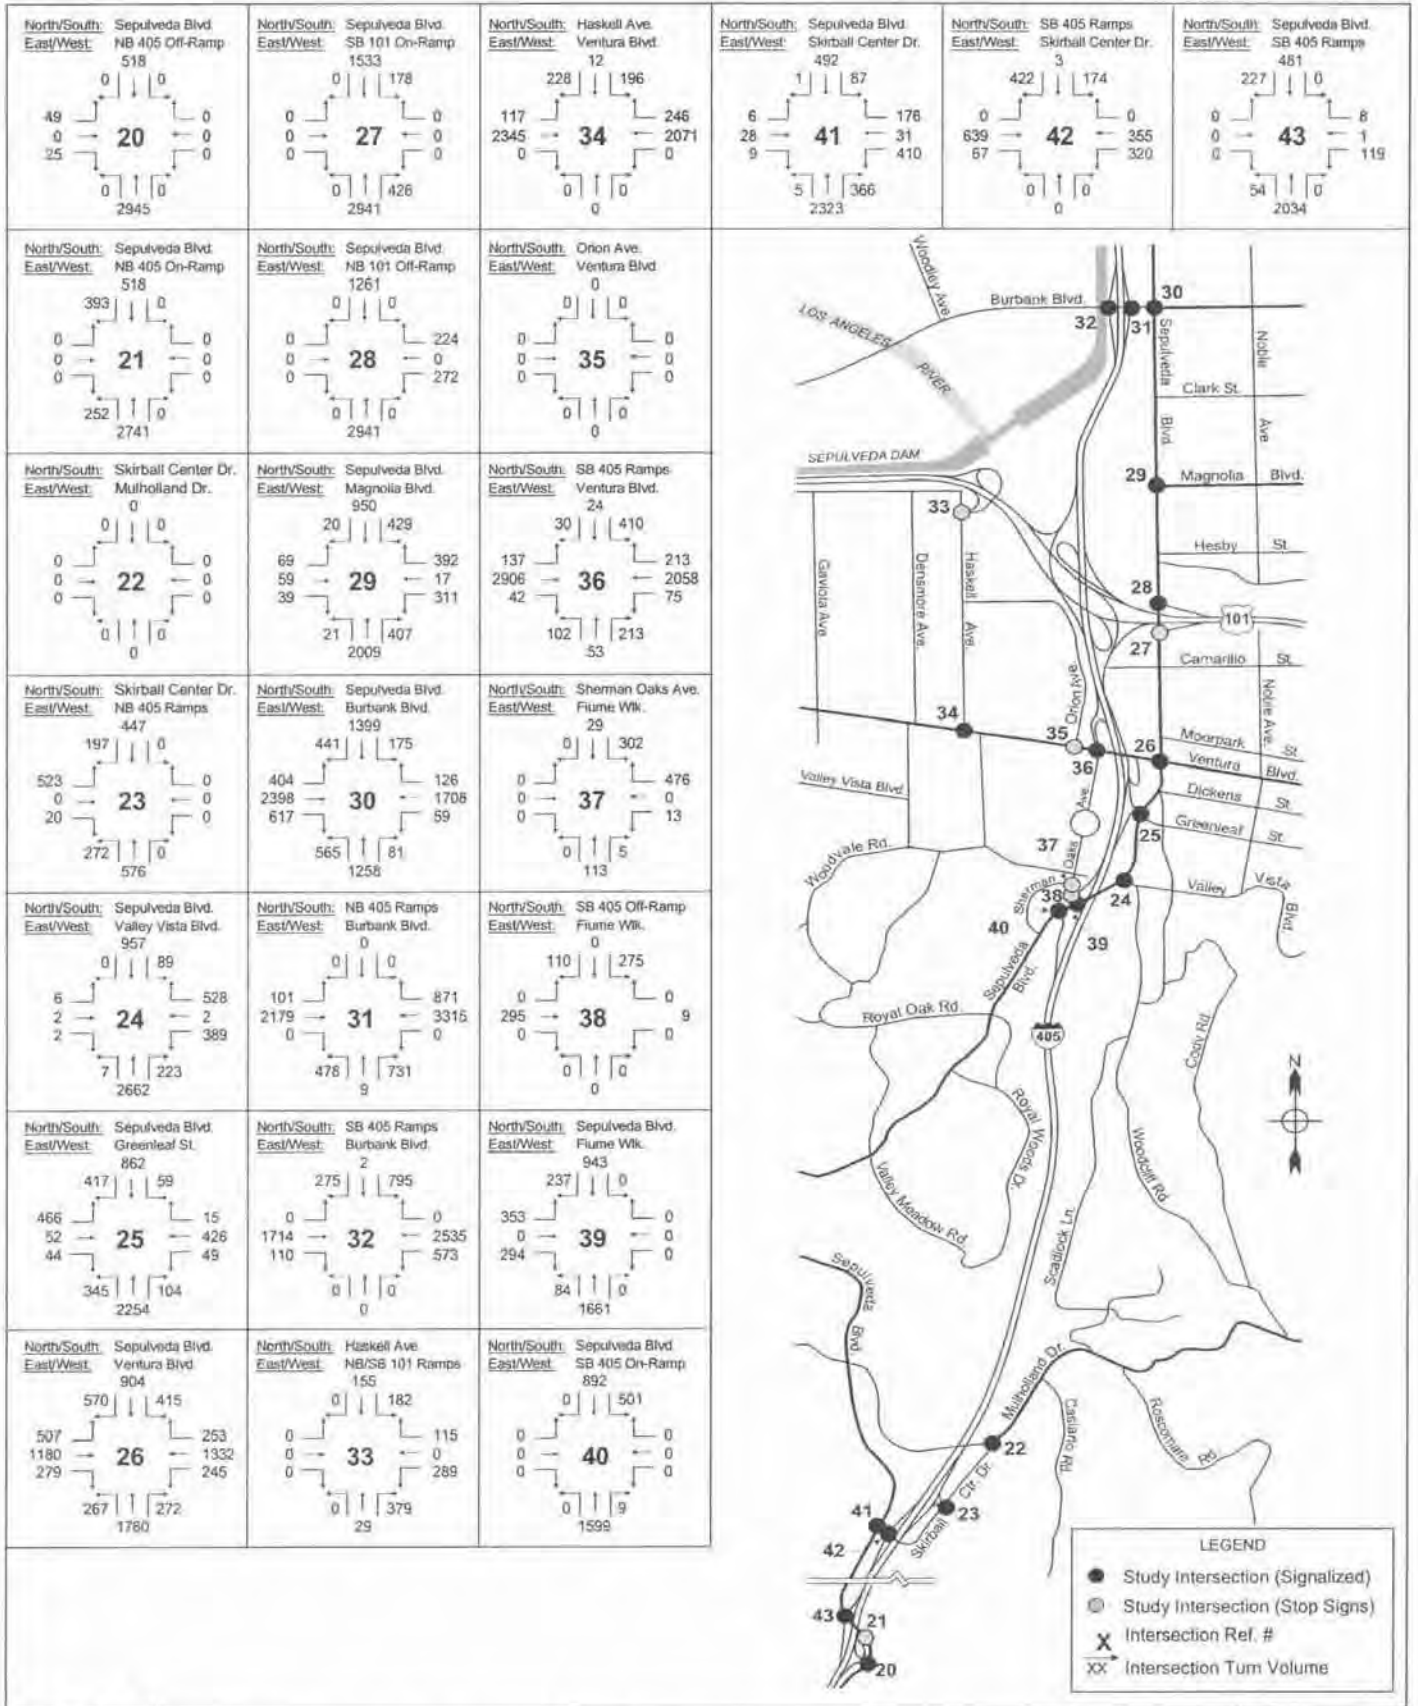 North/South: Sepulveda Blvd.
East/West: NB 405 Off-Ramp
518
0 0
49 0
0 20 0
25 0
0 0
2945
North/South: Sepulveda Blvd.
East/West: SB 101 On-Ramp
1533
0 178
0 0
0 27 0
0 0
0 426
2941
North/South: Haskell Ave.
East/West: Ventura Blvd.
12
228 196
117 246
2345 34 2071
0 0
0 0
0
North/South: Sepulveda Blvd.
East/West: Skirball Center Dr.
492
1 87
6 176
28 41 31
9 410
5 366
2323
North/South: SB 405 Ramps
East/West: Skirball Center Dr.
3
422 174
0 0
639 42 355
67 320
0 0
0
North/South: Sepulveda Blvd.
East/West: SB 405 Ramps
481
227 0
0 8
0 43 1
0 119
54 0
2034
North/South: Sepulveda Blvd.
East/West: NB 405 On-Ramp
518
393 0
0 0
0 21 0
0 0
252 0
2741
North/South: Sepulveda Blvd.
East/West: NB 101 Off-Ramp
1261
0 0
0 224
0 28 0
0 272
0 0
2941
North/South: Orion Ave.
East/West: Ventura Blvd.
0
0 0
0 0
0 35 0
0 0
0 0
0
North/South: Skirball Center Dr.
East/West: Mulholland Dr.
0
0 0
0 0
0 22 0
0 0
0 0
0
North/South: Sepulveda Blvd.
East/West: Magnolia Blvd.
950
20 429
69 392
59 29 17
39 311
21 407
2009
North/South: SB 405 Ramps
East/West: Ventura Blvd.
24
30 410
137 213
2906 36 2058
42 75
102 213
53
North/South: Skirball Center Dr.
East/West: NB 405 Ramps
447
197 0
523 0
0 23 0
20 0
272 0
576
North/South: Sepulveda Blvd.
East/West: Burbank Blvd.
1399
441 175
404 126
2398 30 1708
617 59
565 81
1258
North/South: Sherman Oaks Ave.
East/West: Fiume Wlk.
29
0 302
0 476
0 37 0
0 13
0 5
113
North/South: Sepulveda Blvd.
East/West: Valley Vista Blvd.
957
0 89
6 528
2 24 2
2 389
7 223
2662
North/South: NB 405 Ramps
East/West: Burbank Blvd.
0
0 0
101 871
2179 31 3315
0 0
478 731
9
North/South: SB 405 Off-Ramp
East/West: Fiume Wlk.
0
110 275
0 0
295 38 9
0 0
0 0
0
North/South: Sepulveda Blvd.
East/West: Greenleaf St.
862
417 59
466 15
52 25 426
44 49
345 104
2254
North/South: SB 405 Ramps
East/West: Burbank Blvd.
2
275 795
0 0
1714 32 2535
110 573
0 0
0
North/South: Sepulveda Blvd.
East/West: Fiume Wlk.
943
237 0
353 0
0 39 0
294 0
84 0
1661
North/South: Sepulveda Blvd.
East/West: Ventura Blvd.
904
570 415
507 253
1180 26 1332
279 245
267 272
1760
North/South: Haskell Ave
East/West: NB/SB 101 Ramps
155
0 182
0 115
0 33 0
0 289
0 379
29
North/South: Sepulveda Blvd
East/West: SB 405 On-Ramp
892
0 501
0 0
0 40 0
0 0
0 9
1599
Woodley Ave.
Burbank Blvd.
30
31
32
LOS ANGELES
RIVER
Sepulveda
Blvd.
Noble
Ave
Clark St.
SEPULVEDA DAM
29
Magnolia Blvd.
33
Hesby St.
Gaviota Ave.
Densmore Ave.
Haskell
Ave.
28
101
27
Camarillo St.
Orion Ave.
Noble Ave.
34
35
36
26
Moorpark St.
Ventura Blvd.
Valley Vista Blvd.
Dickens St.
Greenleaf St.
25
37
Sherman Oaks Ave.
Woodvale Rd.
38
24
Valley Vista Blvd.
40
39
Sepulveda
Blvd.
Royal Oak Rd.
405
Cody Rd.
N
Royal Woods Dr.
Woodcliff Rd
Valley Meadow Rd.
Scadlock Ln.
Sepulveda
Blvd
Mulholland Dr.
Casiano Rd
Roscomare Rd.
22
Skirball Ctr. Dr.
23
41
42
43
21
20
LEGEND
Study Intersection (Signalized)
Study Intersection (Stop Signs)
X Intersection Ref. #
XX Intersection Turn Volume